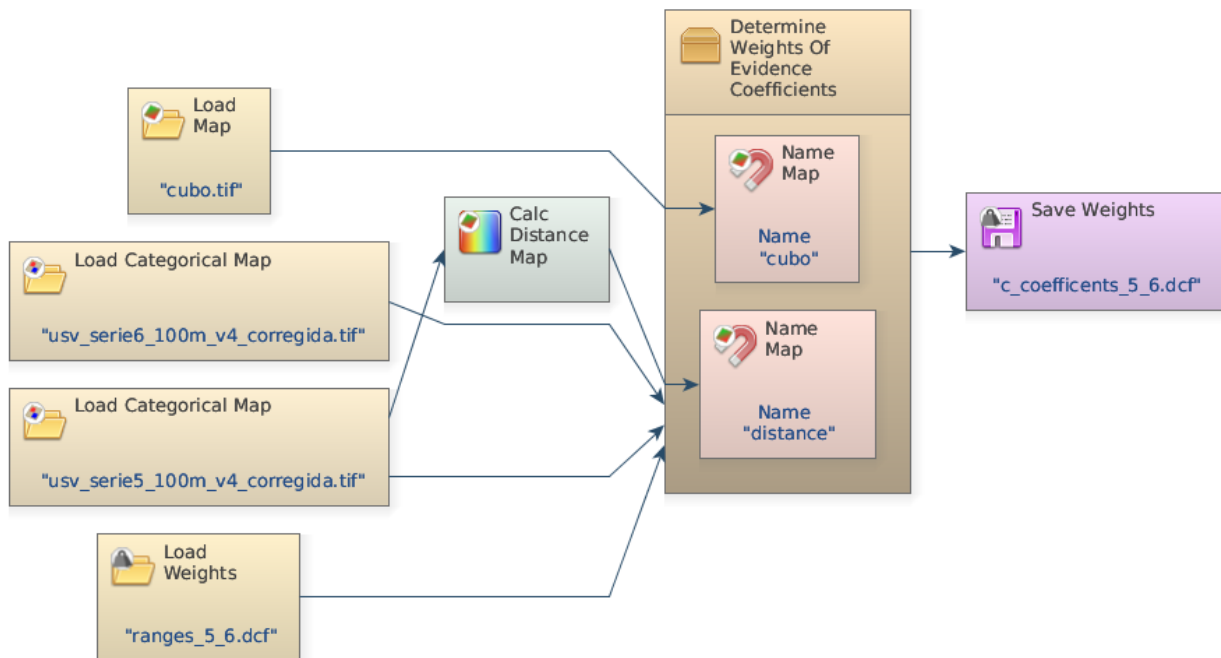 Determine
Weights Of
Evidence
Coefficients
Load
Map
"cubo.tif"
Name
Map
Name
"cubo"
Calc
Distance
Map
Save Weights
"c_coefficents_5_6.dcf"
Load Categorical Map
"usv_serie6_100m_v4_corregida.tif"
Name
Map
Name
"distance"
Load Categorical Map
"usv_serie5_100m_v4_corregida.tif"
Load
Weights
"ranges_5_6.dcf"